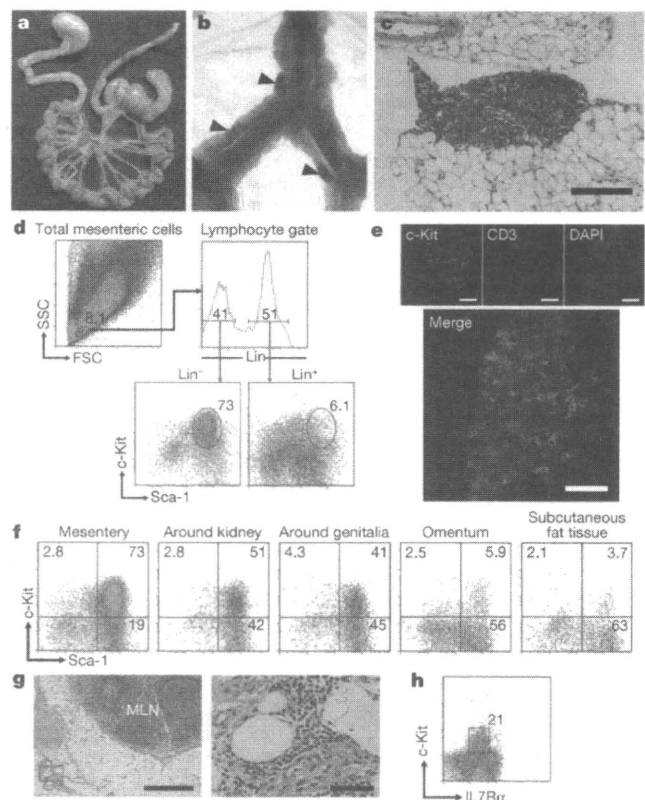 a
b
c
d Total mesenteric cells
Lymphocyte gate
SSC
8.1
FSC
41
51
Lin
Lin⁻
Lin⁺
73
6.1
c-Kit
Sca-1
e
c-Kit
CD3
DAPI
Merge
f
Mesentery
Around kidney
Around genitalia
Omentum
Subcutaneous
fat tissue
2.8 73
2.8 51
4.3 41
2.5 5.9
2.1 3.7
19
42
45
56
63
c-Kit
Sca-1
g
MLN
h
21
c-Kit
IL7Rα